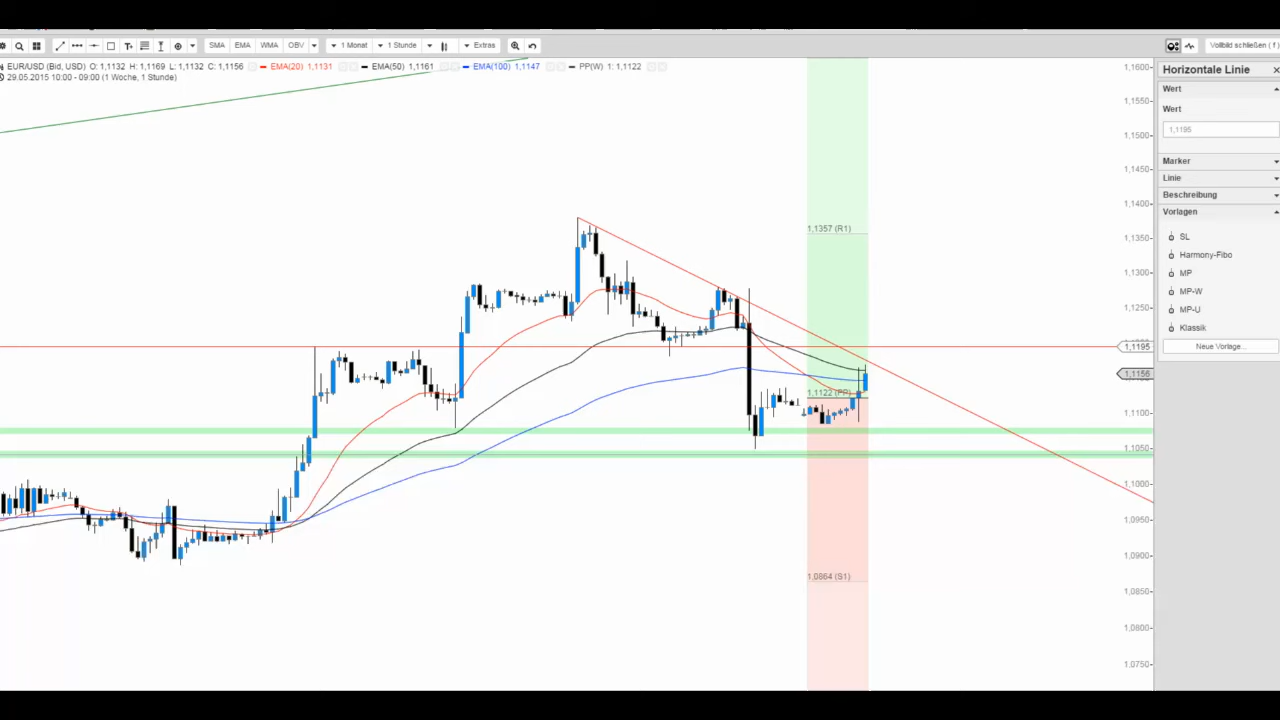 SMA EMA WMA OBV 1 Monat 1 Stunde Extras Vollbild schließen ( f )
EUR/USD (Bid, USD) O: 1,1132 H: 1,1169 L: 1,1132 C: 1,1156 EMA(20) 1,1131 EMA(50) 1,1161 EMA(100) 1,1147 PP(W) 1: 1,1122
29.05.2015 10:00 - 09:00 (1 Woche, 1 Stunde)
Horizontale Linie
Wert
Wert
1,1195
Marker
Linie
Beschreibung
Vorlagen
SL
Harmony-Fibo
MP
MP-W
MP-U
Klassik
Neue Vorlage...
1,1600
1,1550
1,1500
1,1450
1,1400
1,1350
1,1300
1,1250
1,1195
1,1156
1,1100
1,1050
1,1000
1,0950
1,0900
1,0850
1,0800
1,0750
1,1357 (R1)
1,1122 (PP)
1,0864 (S1)